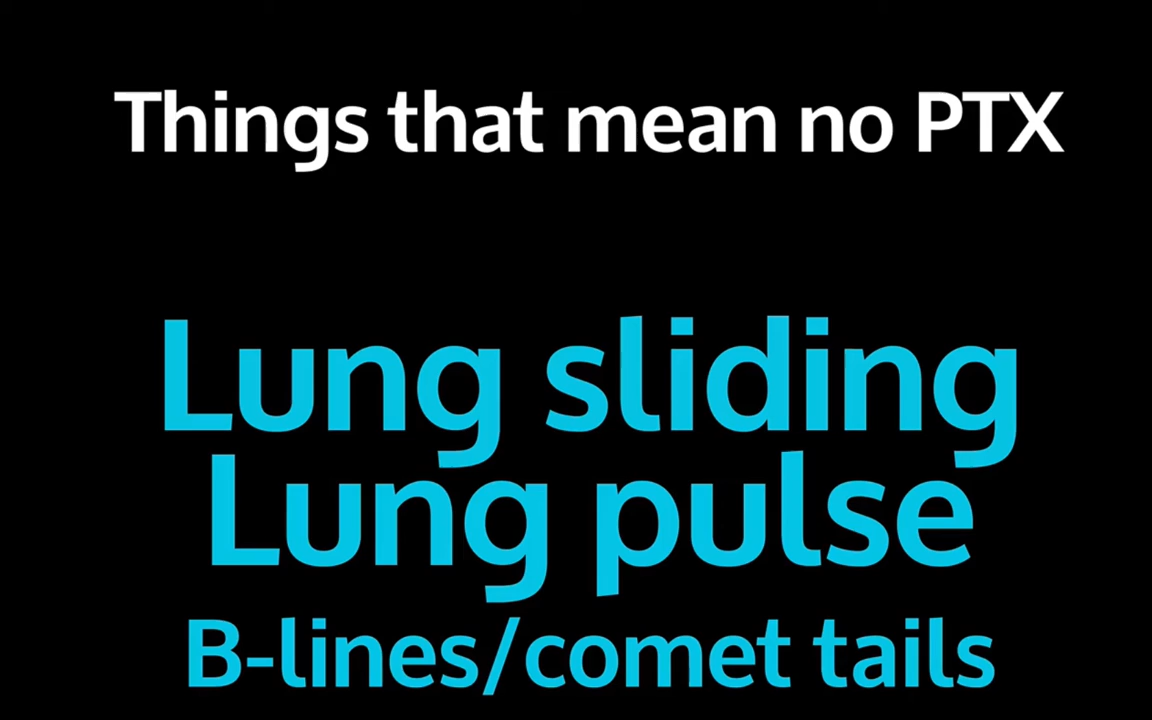 Things that mean no PTX
Lung sliding
Lung pulse
B-lines/comet tails